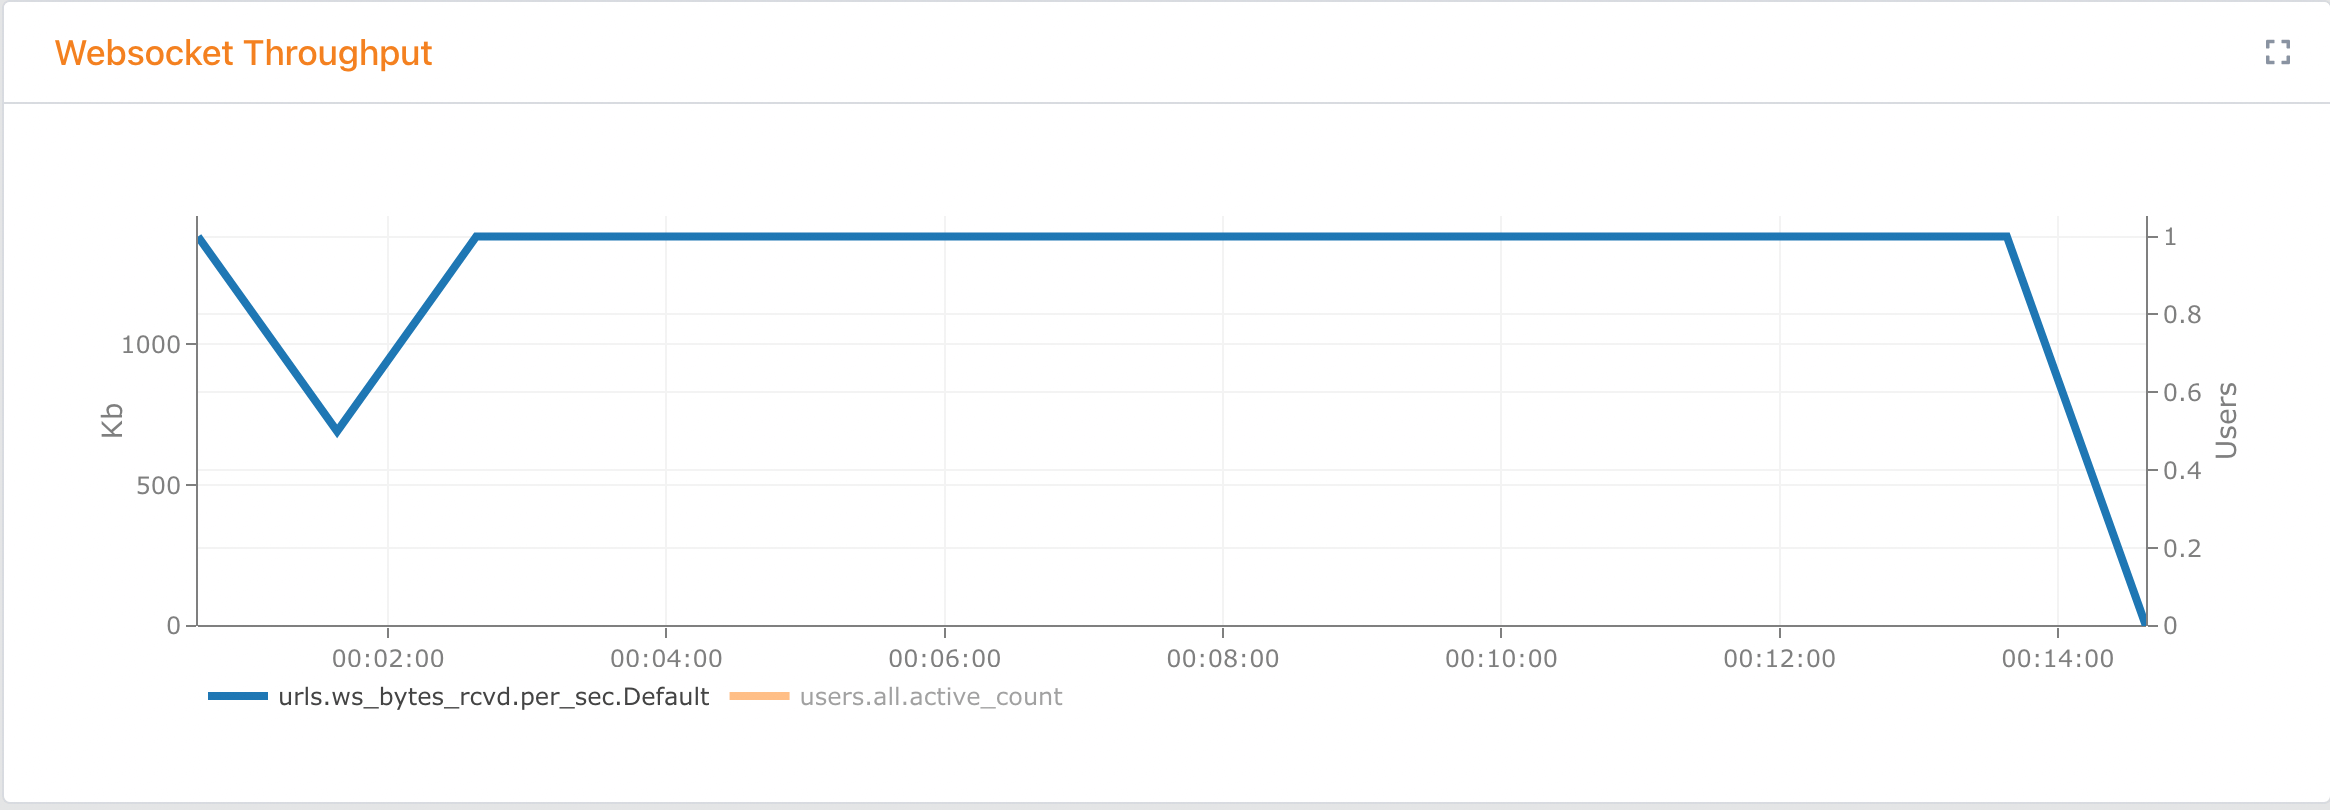 Websocket Throughput
1
0.8
1000
0.6
Kb
Users
0.4
500
0.2
0
0
00:02:00 00:04:00 00:06:00 00:08:00 00:10:00 00:12:00 00:14:00
urls.ws_bytes_rcvd.per_sec.Default users.all.active_count